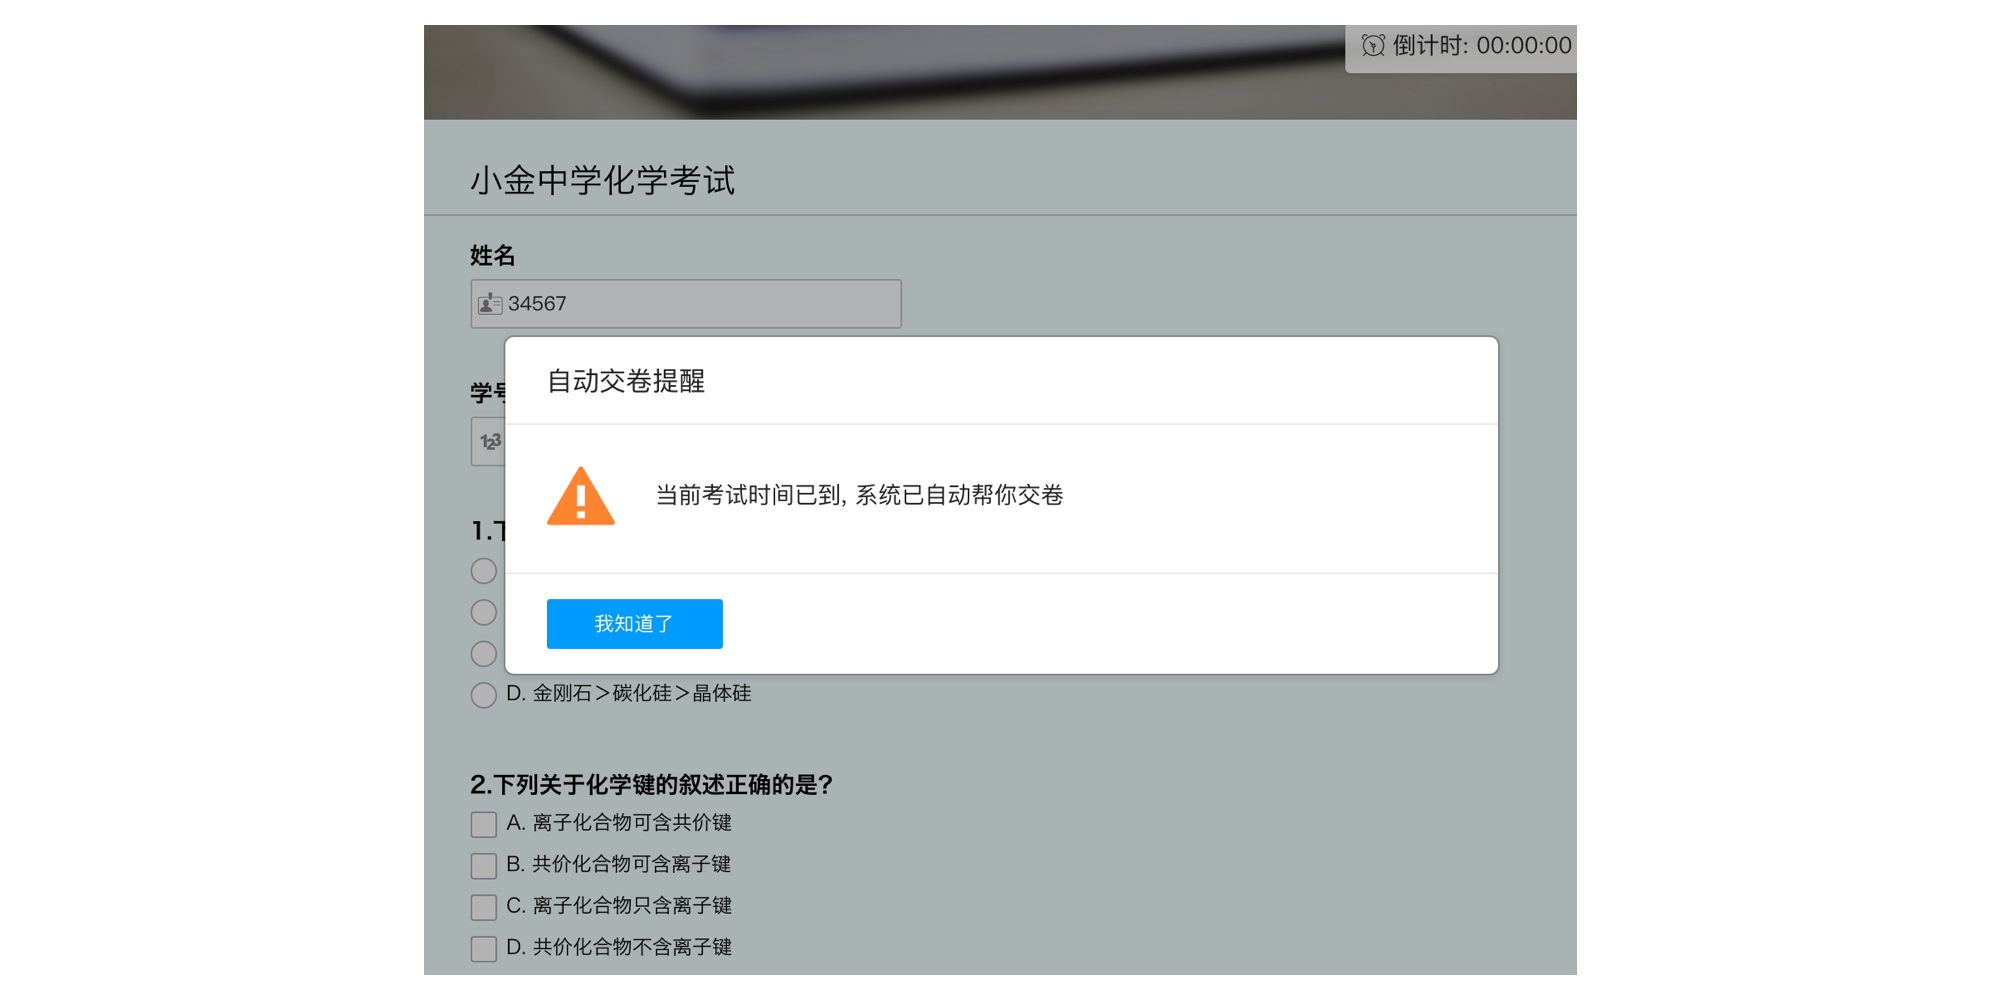 倒计时: 00:00:00
小金中学化学考试
姓名
34567
自动交卷提醒
学号
123
当前考试时间已到, 系统已自动帮你交卷
1.下
我知道了
D. 金刚石＞碳化硅＞晶体硅
2.下列关于化学键的叙述正确的是?
A. 离子化合物可含共价键
B. 共价化合物可含离子键
C. 离子化合物只含离子键
D. 共价化合物不含离子键